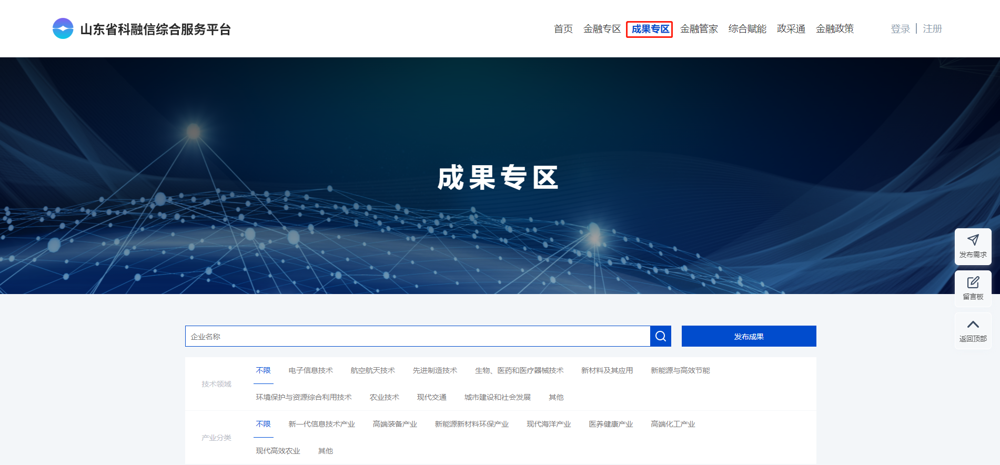 山东省科融信综合服务平台
首页 金融专区 成果专区 金融管家 综合赋能 政采通 金融政策 登录 注册
成果专区
发布需求
留言板
返回顶部
企业名称 发布成果
技术领域
不限 电子信息技术 航空航天技术 先进制造技术 生物、医药和医疗器械技术 新材料及其应用 新能源与高效节能
环境保护与资源综合利用技术 农业技术 现代交通 城市建设和社会发展 其他
产业分类
不限 新一代信息技术产业 高端装备产业 新能源新材料环保产业 现代海洋产业 医养健康产业 高端化工产业
现代高效农业 其他